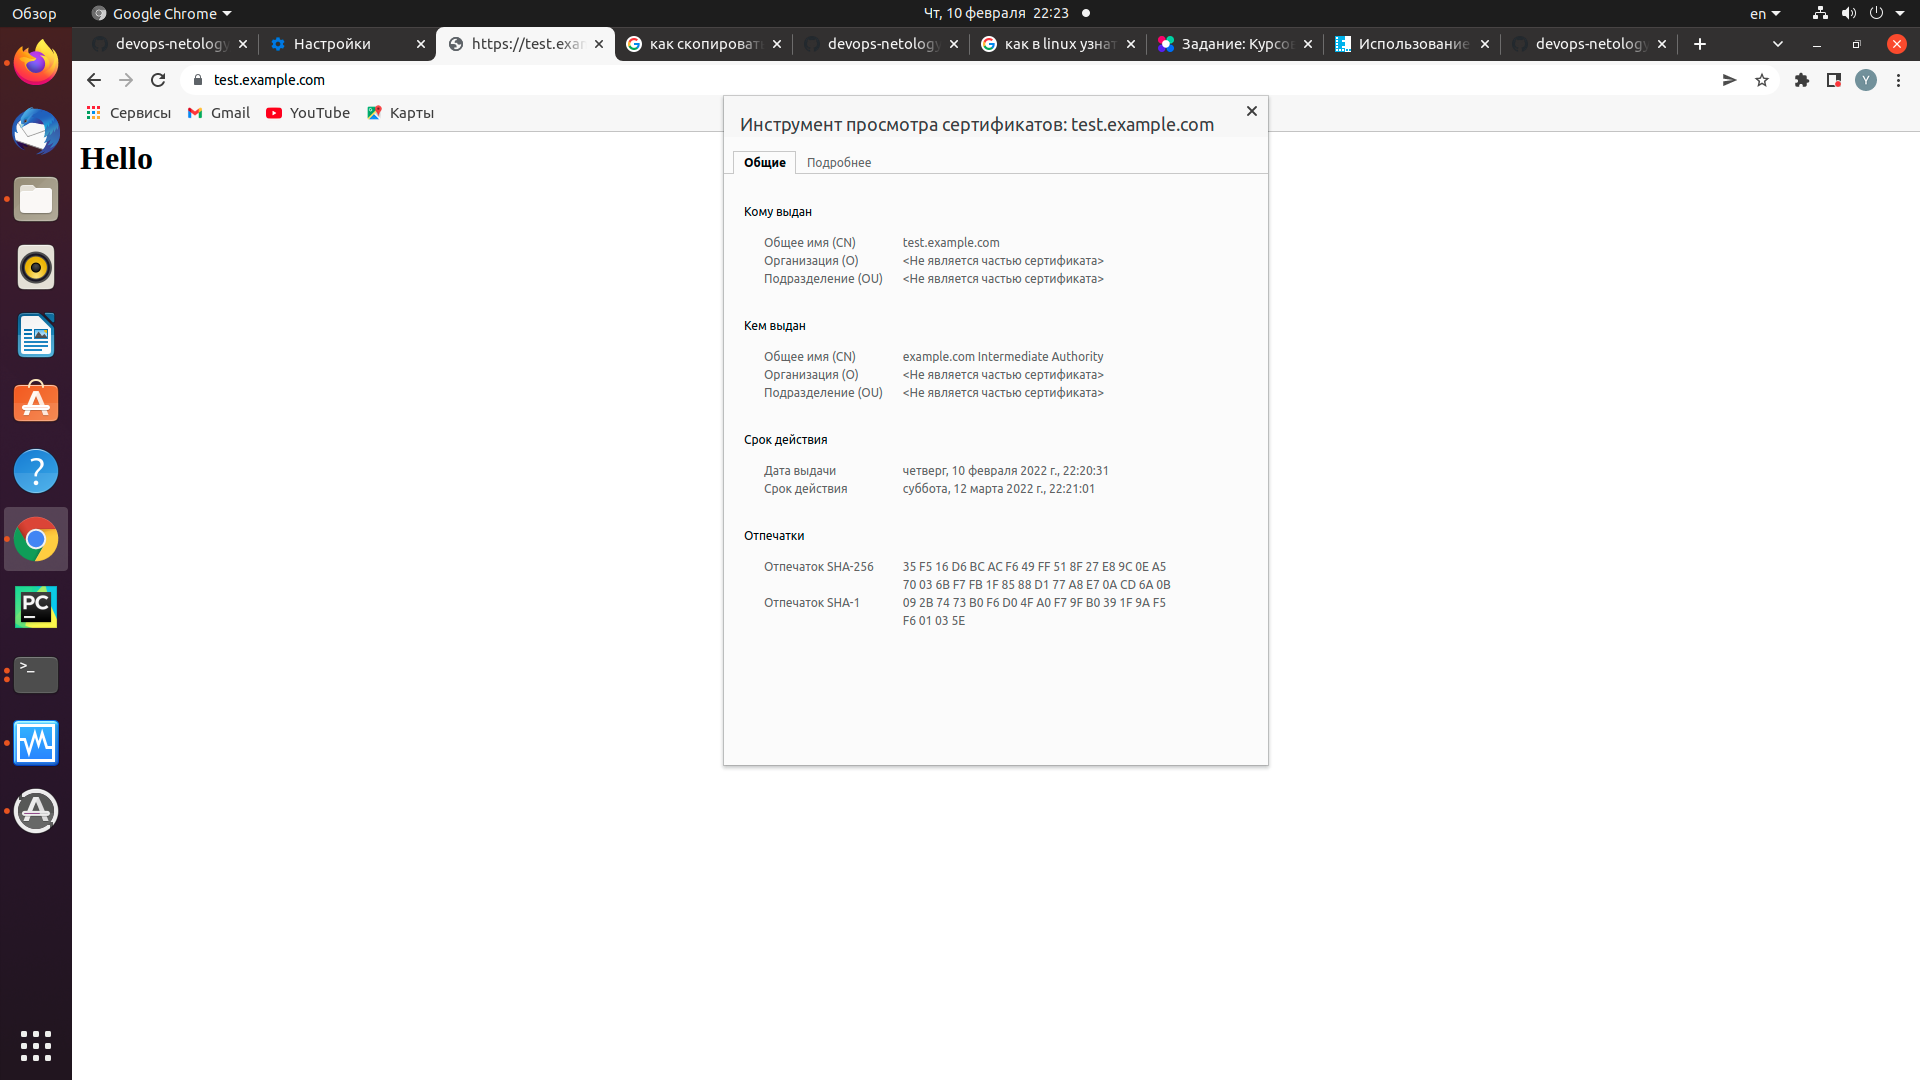 Обзор
Google Chrome
Чт, 10 февраля 22:23
en
devops-netology
Настройки
https://test.exar
как скопироват
devops-netology
как в linux узнат
Задание: Курсо
Использование
devops-netology
test.example.com
Y
Сервисы
Gmail
YouTube
Карты
Hello
Инструмент просмотра сертификатов: test.example.com
Общие
Подробнее
Кому выдан
Общее имя (CN) test.example.com
Организация (O) <Не является частью сертификата>
Подразделение (OU) <Не является частью сертификата>
Кем выдан
Общее имя (CN) example.com Intermediate Authority
Организация (O) <Не является частью сертификата>
Подразделение (OU) <Не является частью сертификата>
Срок действия
Дата выдачи четверг, 10 февраля 2022 г., 22:20:31
Срок действия суббота, 12 марта 2022 г., 22:21:01
Отпечатки
Отпечаток SHA-256 35 F5 16 D6 BC AC F6 49 FF 51 8F 27 E8 9C 0E A5
70 03 6B F7 FB 1F 85 88 D1 77 A8 E7 0A CD 6A 0B
Отпечаток SHA-1 09 2B 74 73 B0 F6 D0 4F A0 F7 9F B0 39 1F 9A F5
F6 01 03 5E
PC
>_